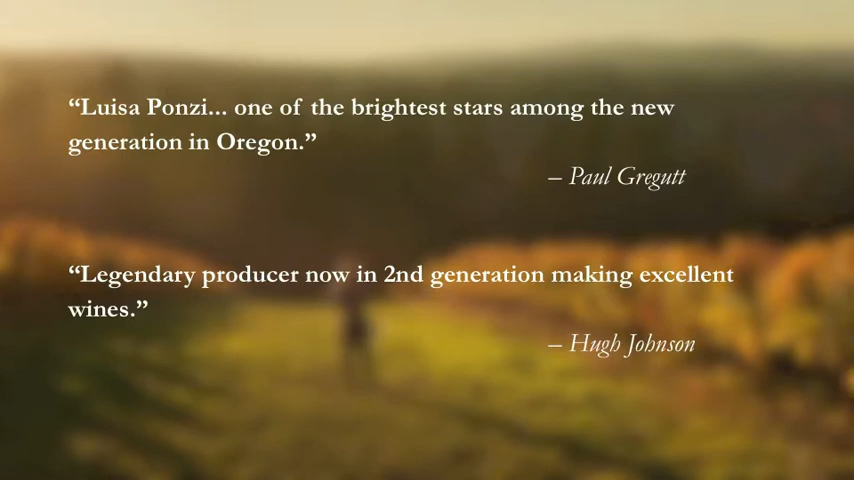 “Luisa Ponzi... one of the brightest stars among the new
generation in Oregon.”
– Paul Gregutt
“Legendary producer now in 2nd generation making excellent
wines.”
– Hugh Johnson